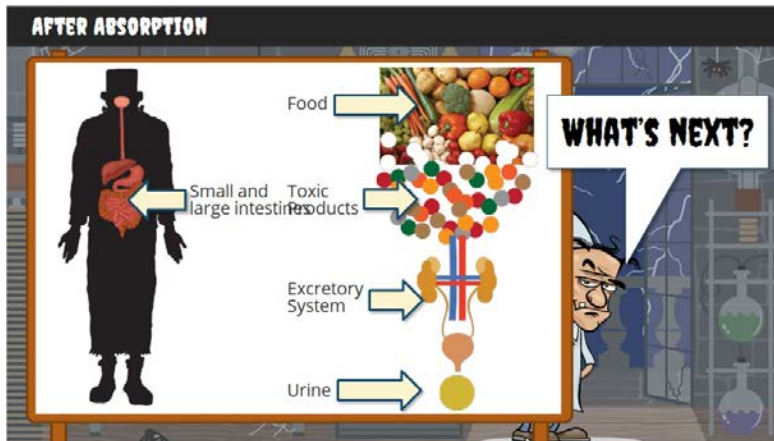 AFTER ABSORPTION
WHAT'S NEXT?
Food
Small and
large intestines
Toxic
Products
Excretory
System
Urine